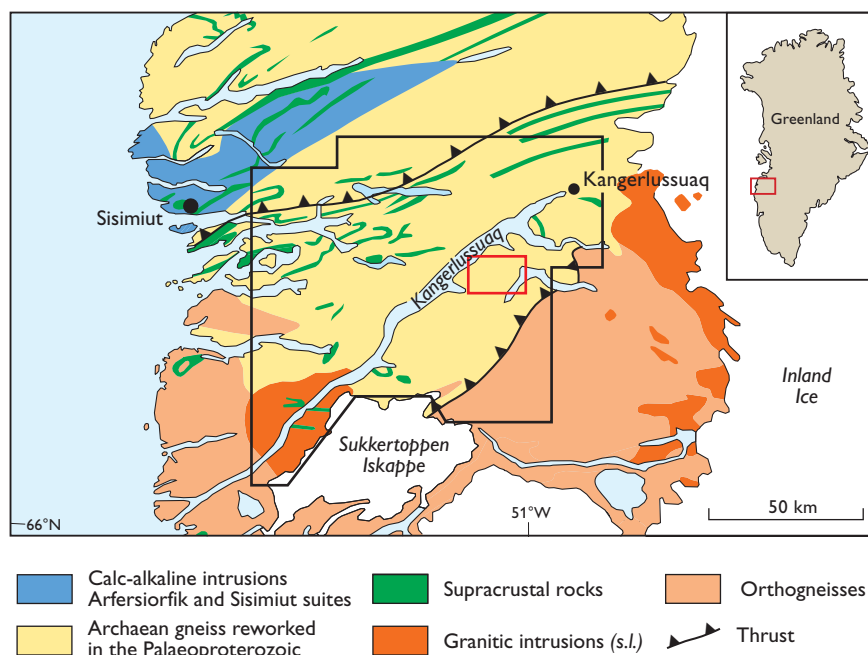 Greenland
Kangerlussuaq
Sisimiut
Kangerlussuaq
Inland
Ice
Sukkertoppen
Iskappe
50 km
66°N
51°W
Calc-alkaline intrusions
Arfersiorfik and Sisimiut suites
Supracrustal rocks
Orthogneisses
Archaean gneiss reworked
in the Palaeoproterozoic
Granitic intrusions (s.l.)
Thrust